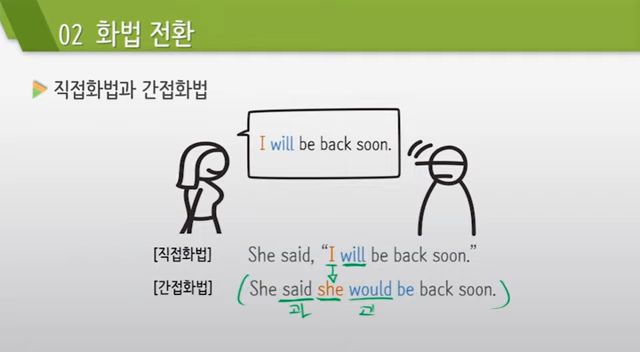 02 화법 전환
직접화법과 간접화법
I will be back soon.
[직접화법] She said, “I will be back soon.”
[간접화법] (She said she would be back soon.)
과 과